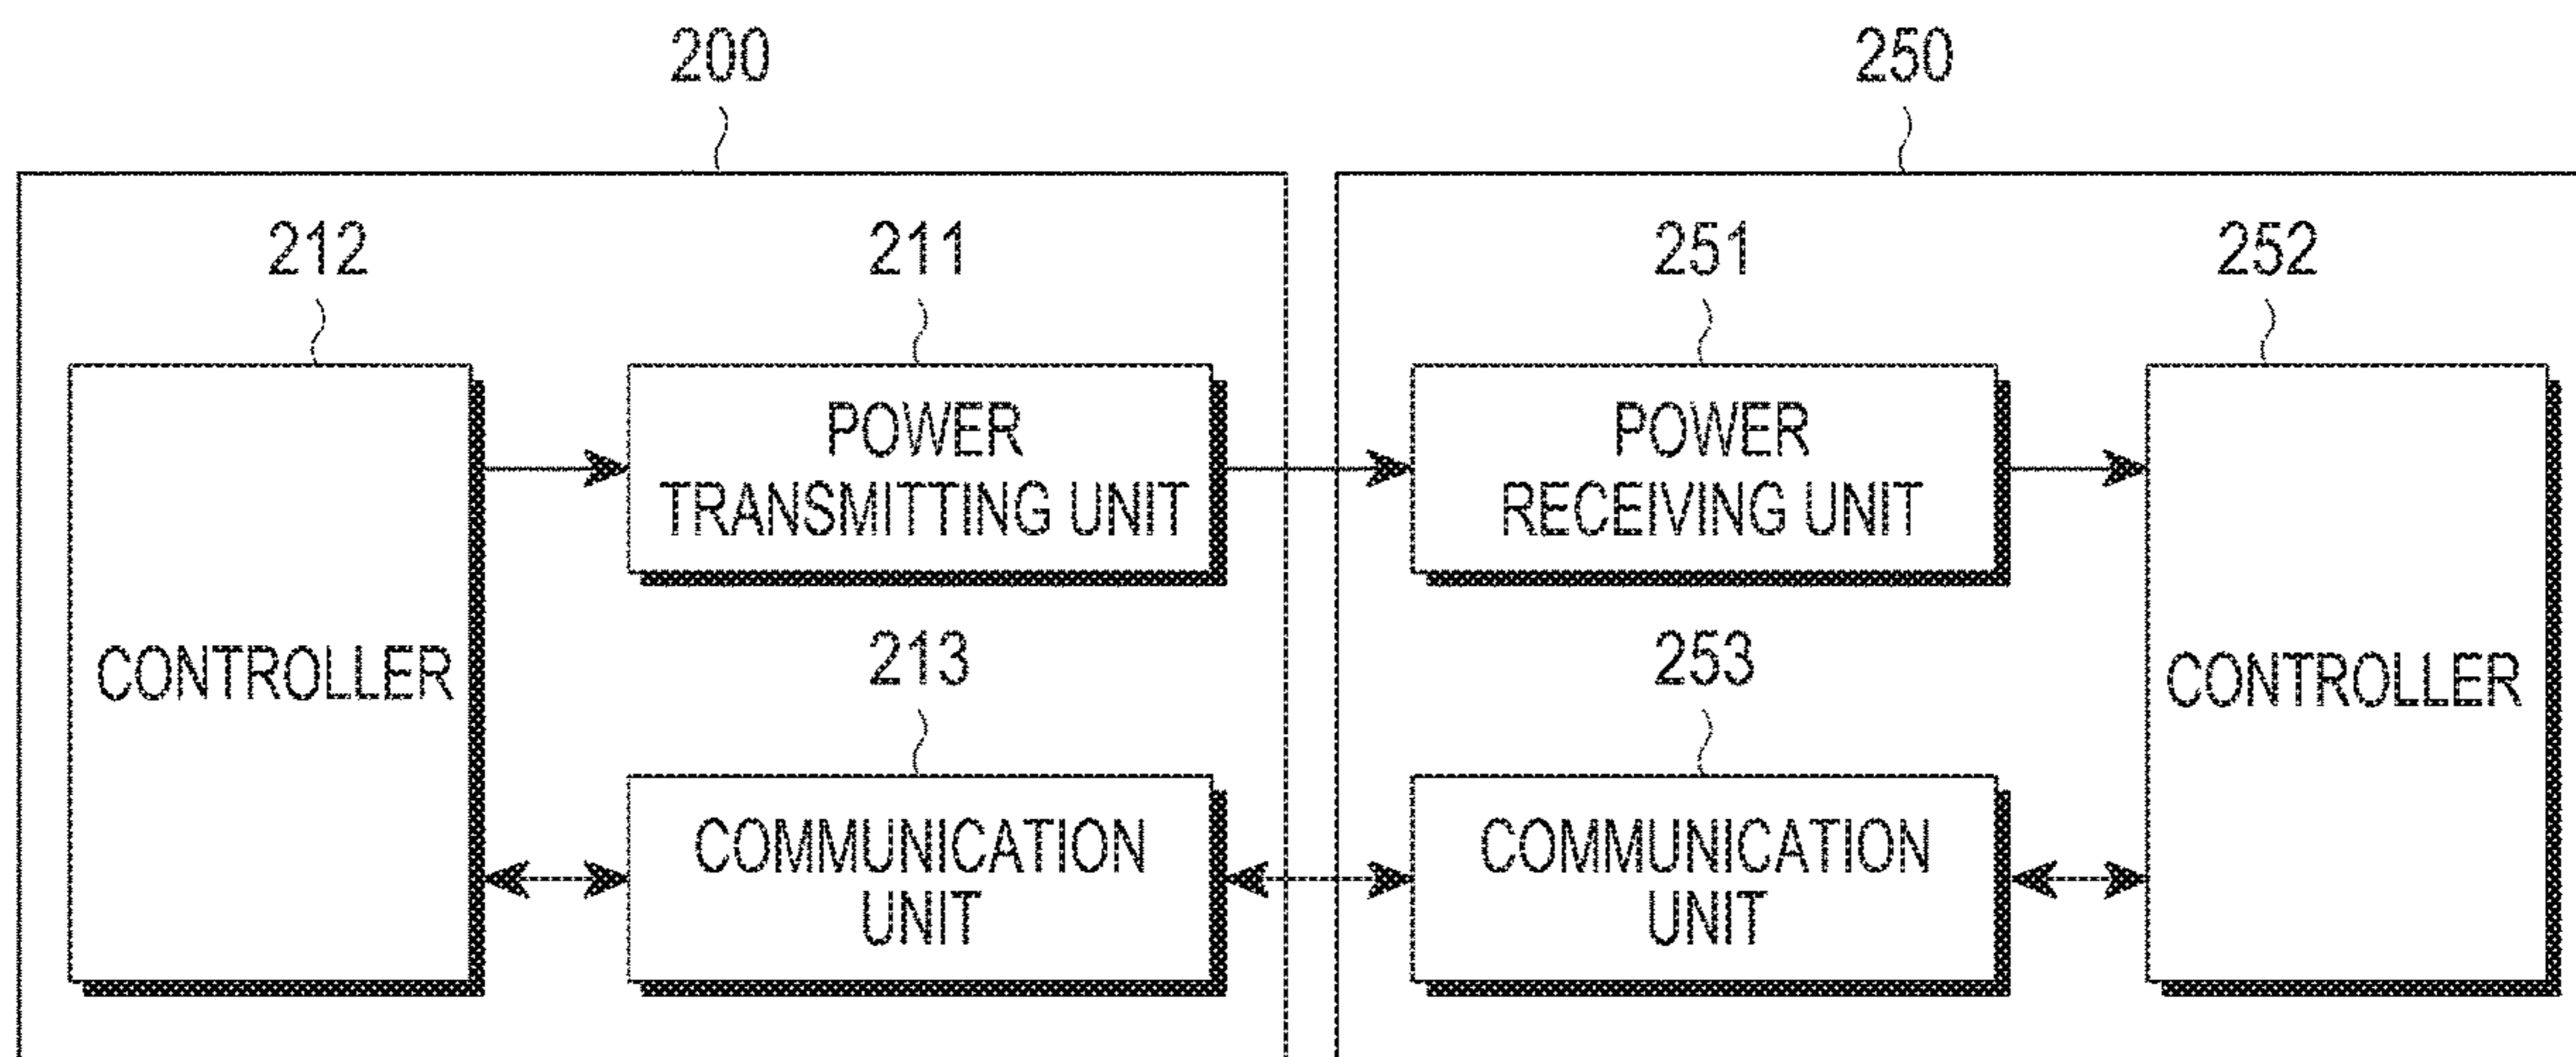 200
250
212
211
251
252
POWER
TRANSMITTING UNIT
POWER
RECEIVING UNIT
CONTROLLER
213
253
CONTROLLER
COMMUNICATION
UNIT
COMMUNICATION
UNIT